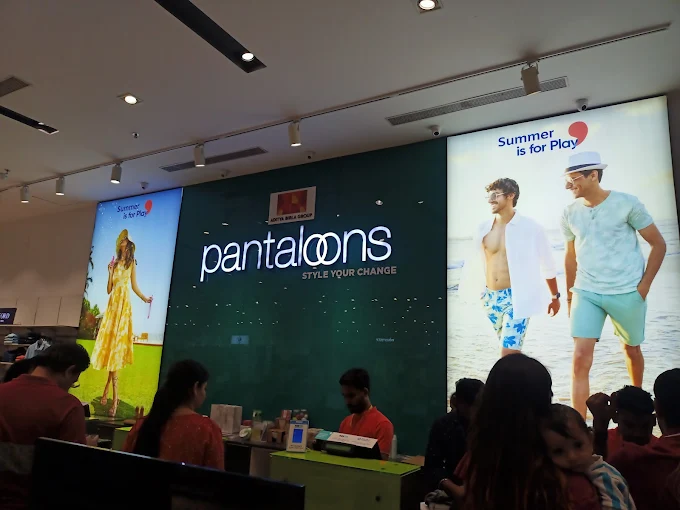 Summer
is for Play
ADITYA BIRLA GROUP
pantaloons
STYLE YOUR CHANGE
Summer
is for Play